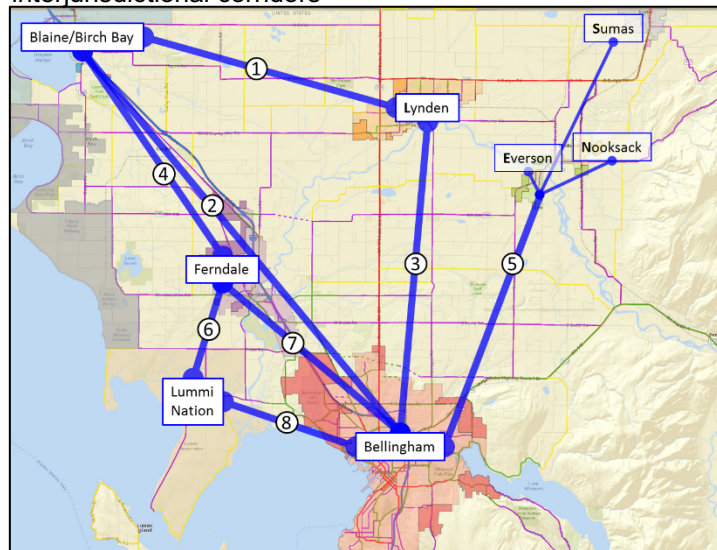 interjurisdictional corridors
Blaine/Birch Bay
Sumas
1
Lynden
Everson
Nooksack
4
2
3
5
Ferndale
6
7
Lummi
Nation
8
Bellingham